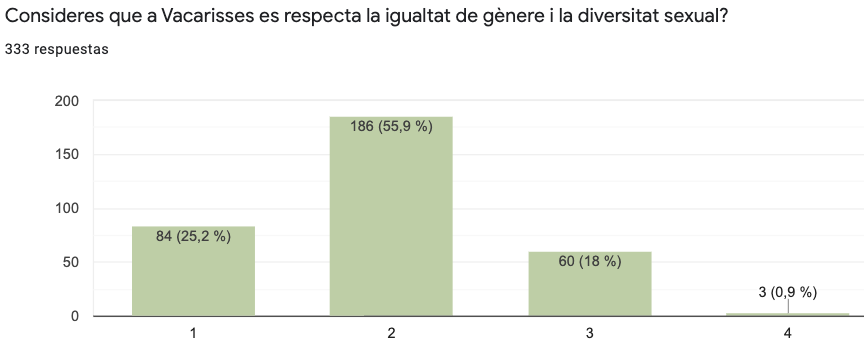 Consideres que a Vacarisses es respecta la igualtat de gènere i la diversitat sexual?
333 respuestas
200
150
100
50
0
84 (25,2 %)
186 (55,9 %)
60 (18 %)
3 (0,9 %)
1
2
3
4